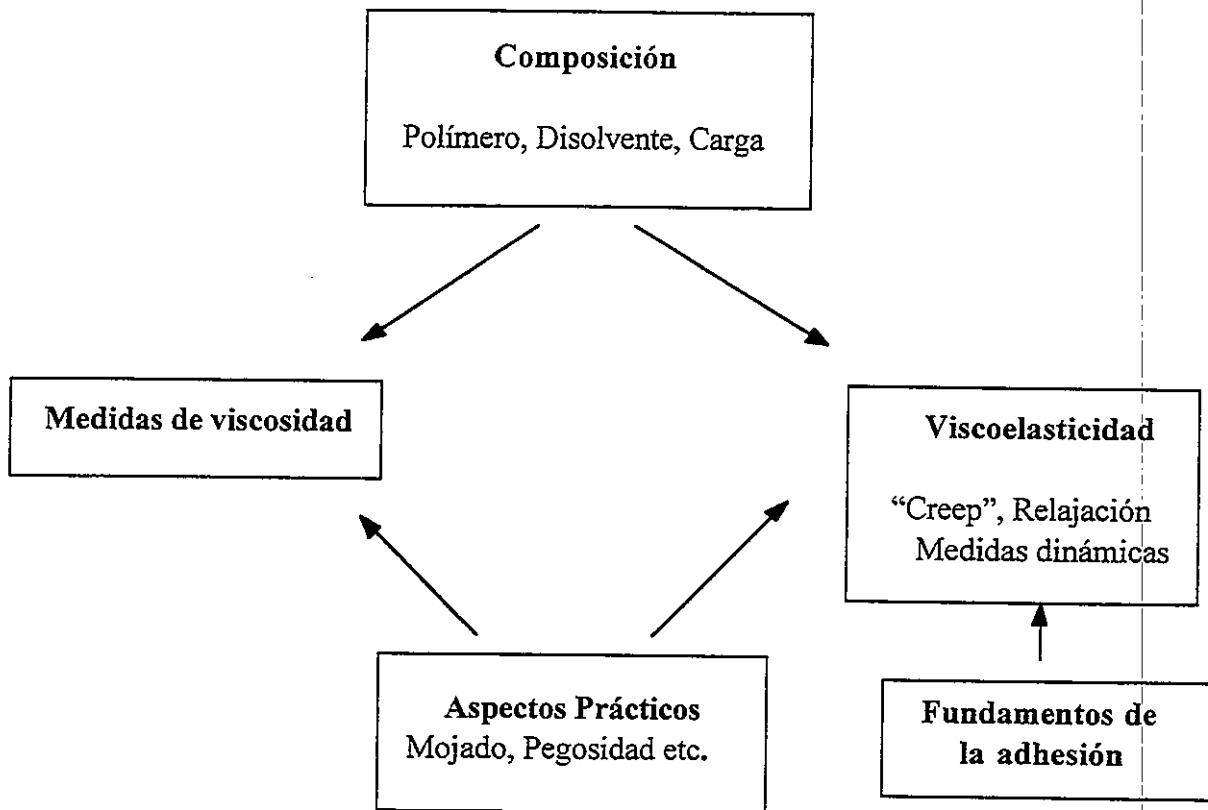 Composición
Polímero, Disolvente, Carga
Medidas de viscosidad
Viscoelasticidad
“Creep”, Relajación
Medidas dinámicas
Aspectos Prácticos
Mojado, Pegosidad etc.
Fundamentos de
la adhesión